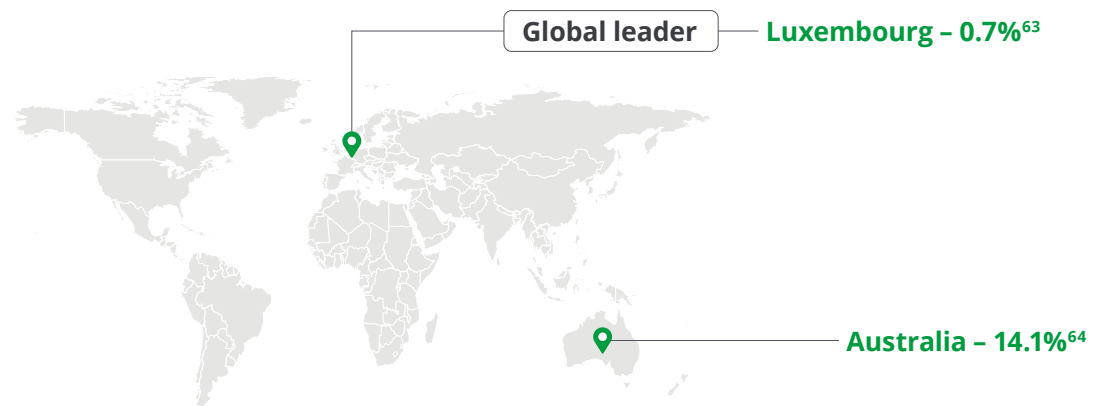 Global leader Luxembourg – 0.7%⁶³
Australia – 14.1%⁶⁴